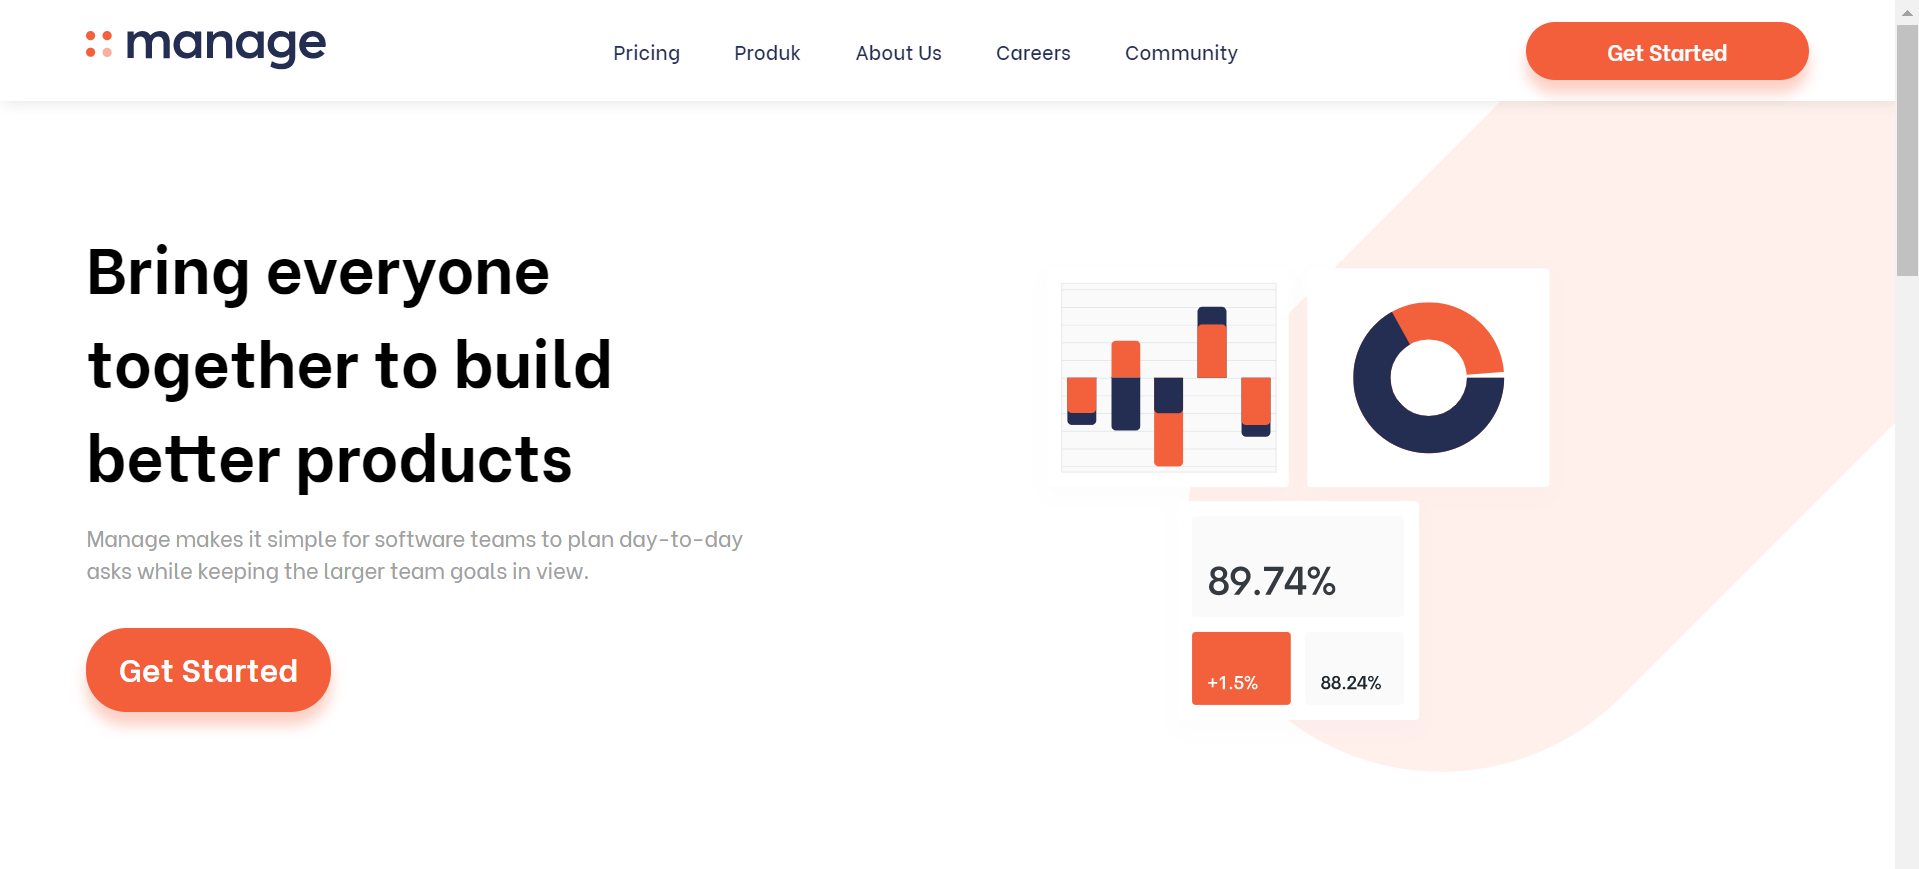 manage
Pricing
Produk
About Us
Careers
Community
Get Started
Bring everyone
together to build
better products
Manage makes it simple for software teams to plan day-to-day
asks while keeping the larger team goals in view.
Get Started
89.74%
+1.5%
88.24%